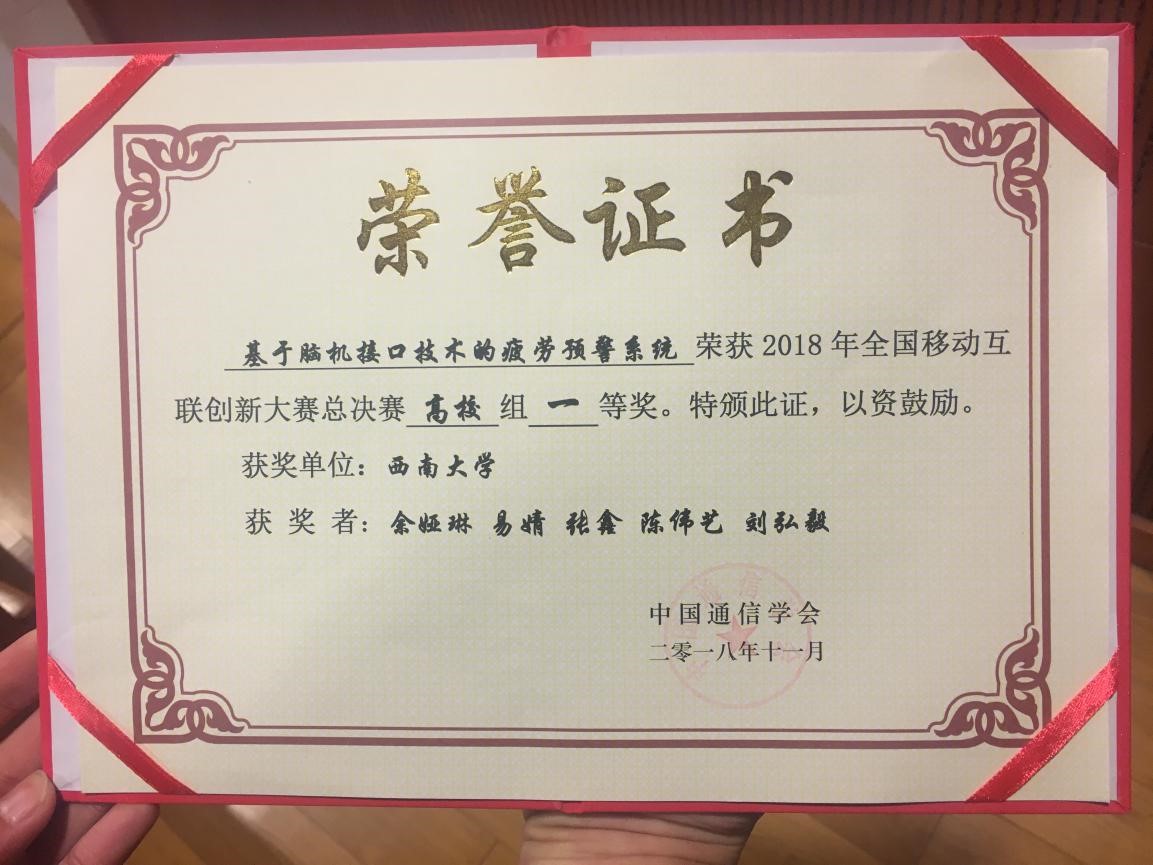 荣誉证书
基于脑机接口技术的疲劳预警系统 荣获 2018 年全国移动互
联创新大赛总决赛 高校 组 一 等奖。特颁此证，以资鼓励。
获奖单位：西南大学
获 奖 者：余娅琳 易婧 张鑫 陈伟艺 刘弘毅
中国通信学会
二零一八年十一月